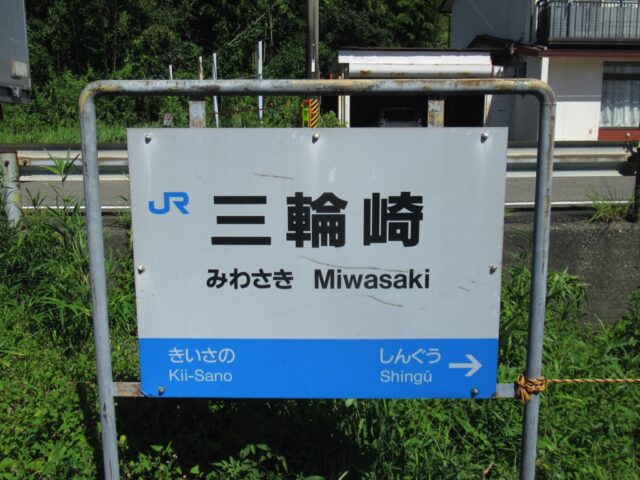 JR 三輪崎
みわさき Miwasaki
きいさの しんぐう →
Kii-Sano Shingū